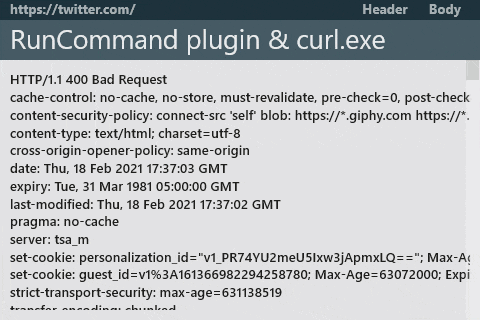 https://twitter.com/ Header Body
RunCommand plugin & curl.exe
HTTP/1.1 400 Bad Request
cache-control: no-cache, no-store, must-revalidate, pre-check=0, post-check
content-security-policy: connect-src 'self' blob: https://*.giphy.com https://*.
content-type: text/html; charset=utf-8
cross-origin-opener-policy: same-origin
date: Thu, 18 Feb 2021 17:37:03 GMT
expiry: Tue, 31 Mar 1981 05:00:00 GMT
last-modified: Thu, 18 Feb 2021 17:37:02 GMT
pragma: no-cache
server: tsa_m
set-cookie: personalization_id="v1_PR74YU2meU5Ixw3jApmxLQ=="; Max-Ag
set-cookie: guest_id=v1%3A161366982294258780; Max-Age=63072000; Expi
strict-transport-security: max-age=631138519
transfer-encoding: chunked